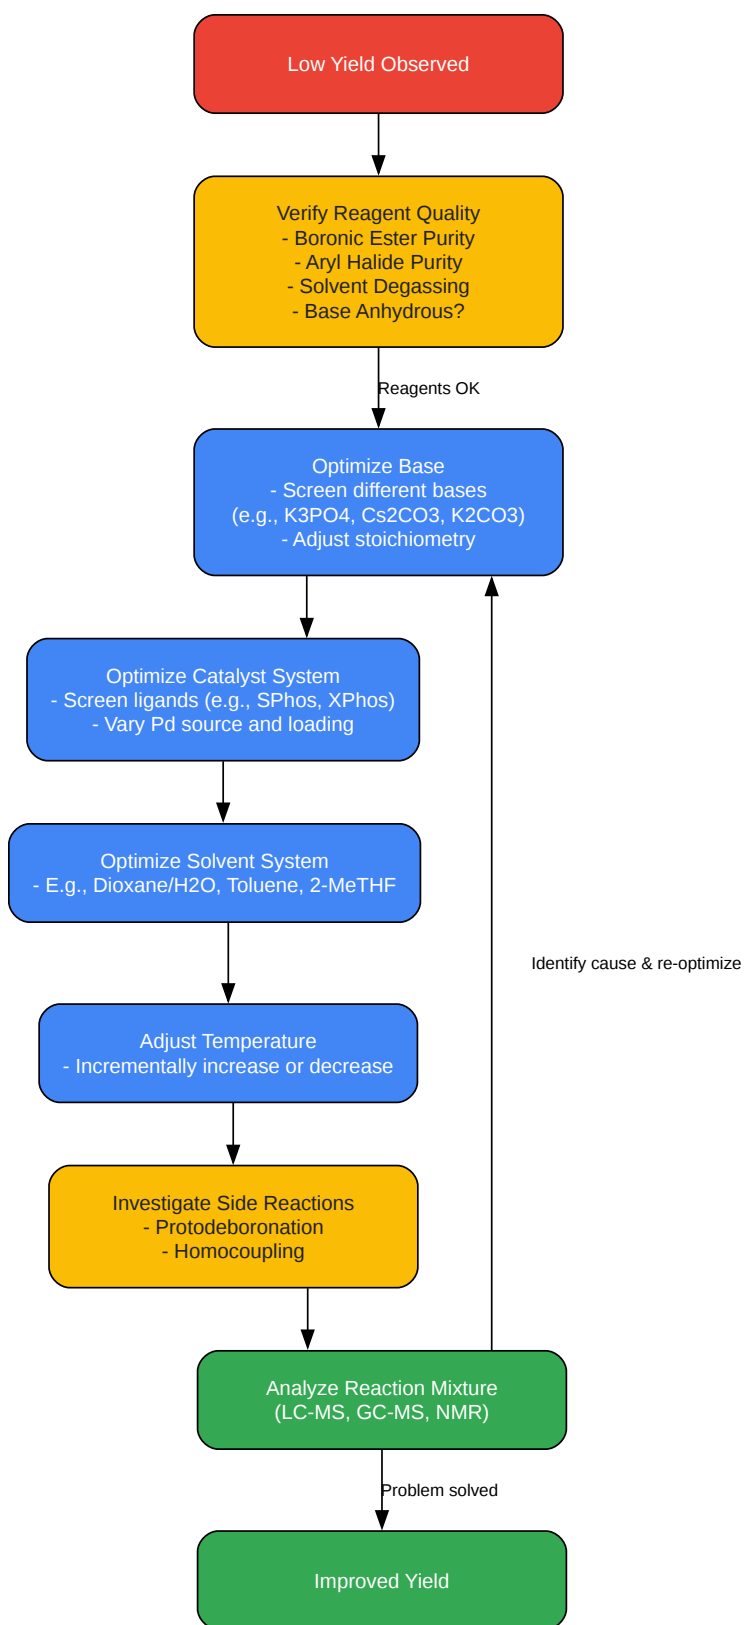 Low Yield Observed
Verify Reagent Quality
- Boronic Ester Purity
- Aryl Halide Purity
- Solvent Degassing
- Base Anhydrous?
Reagents OK
Optimize Base
- Screen different bases
(e.g., K3PO4, Cs2CO3, K2CO3)
- Adjust stoichiometry
Optimize Catalyst System
- Screen ligands (e.g., SPhos, XPhos)
- Vary Pd source and loading
Optimize Solvent System
- E.g., Dioxane/H2O, Toluene, 2-MeTHF
Identify cause & re-optimize
Adjust Temperature
- Incrementally increase or decrease
Investigate Side Reactions
- Protodeboronation
- Homocoupling
Analyze Reaction Mixture
(LC-MS, GC-MS, NMR)
Problem solved
Improved Yield